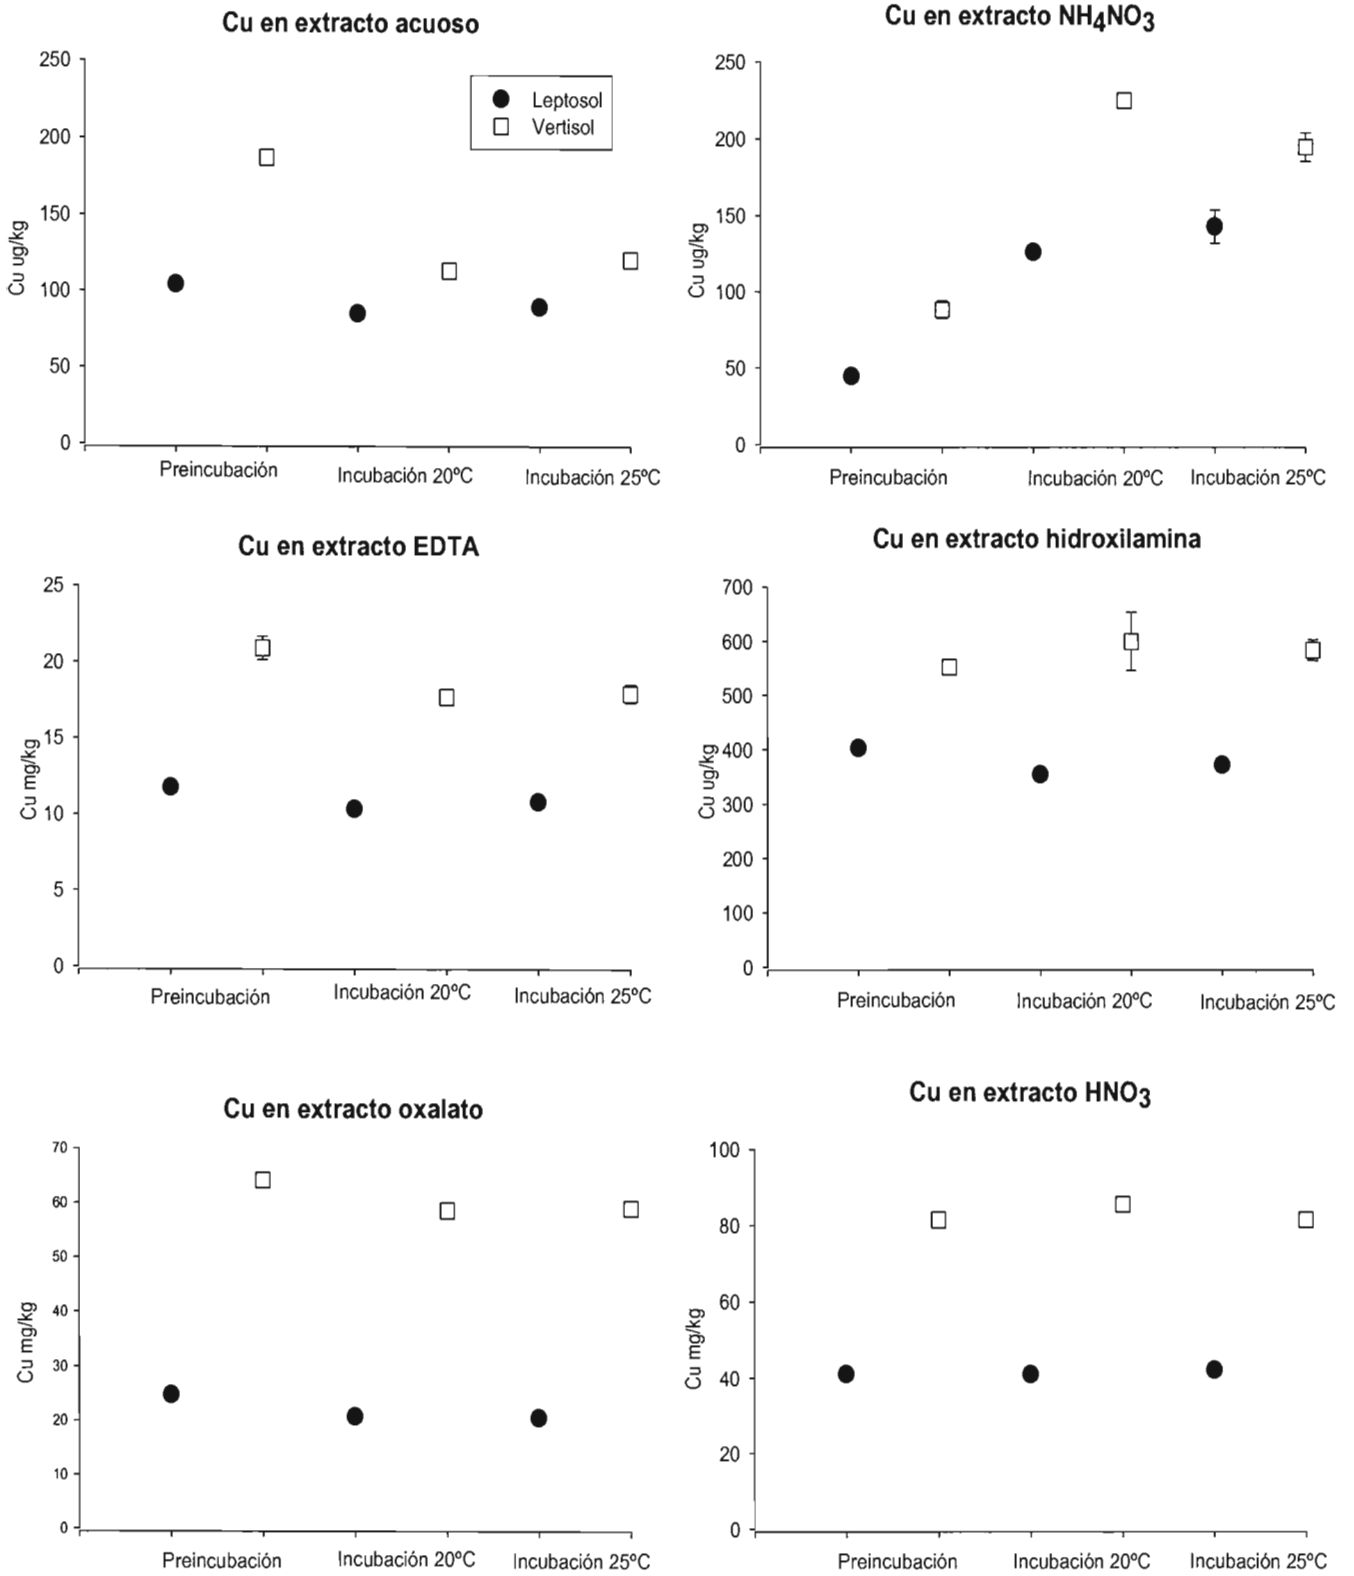 Cu en extracto acuoso
250
200
150
100
50
0
Cu ug/kg
Leptosol
Vertisol
Preincubación
Incubación 20ºC
Incubación 25ºC
Cu en extracto NH4NO3
250
200
150
100
50
0
Cu ug/kg
Preincubación
Incubación 20ºC
Incubación 25ºC
Cu en extracto EDTA
25
20
15
10
5
0
Cu mg/kg
Preincubación
Incubación 20ºC
Incubación 25ºC
Cu en extracto hidroxilamina
700
600
500
400
300
200
100
0
Cu ug/kg
Preincubación
Incubación 20ºC
Incubación 25ºC
Cu en extracto oxalato
70
60
50
40
30
20
10
0
Cu mg/kg
Preincubación
Incubación 20ºC
Incubación 25ºC
Cu en extracto HNO3
100
80
60
40
20
0
Cu mg/kg
Preincubación
Incubación 20ºC
Incubación 25ºC